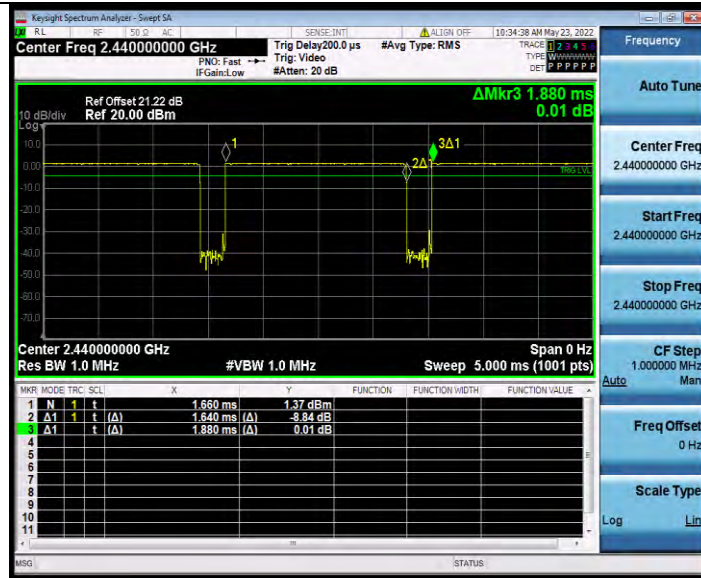 Keysight Spectrum Analyzer - Swept SA
LXI RL RF 50 Ω AC SENSE:INT ALIGN OFF 10:34:38 AM May 23, 2022
Center Freq 2.440000000 GHz
PNO: Fast
IFGain:Low
Trig Delay200.0 µs
Trig: Video
#Atten: 20 dB
#Avg Type: RMS
TRACE 1 2 3 4 5 6
TYPE WWWWWW
DET P P P P P P
Ref Offset 21.22 dB
10 dB/div Ref 20.00 dBm
Log
ΔMkr3 1.880 ms
0.01 dB
10.0
0.00
-10.0
-20.0
-30.0
-40.0
-50.0
-60.0
-70.0
1
2Δ1
3Δ1
TRIG LVL
Center 2.440000000 GHz Span 0 Hz
Res BW 1.0 MHz #VBW 1.0 MHz Sweep 5.000 ms (1001 pts)
MKR MODE TRC SCL X Y FUNCTION FUNCTION WIDTH FUNCTION VALUE
1 N 1 t 1.660 ms 1.37 dBm
2 Δ1 1 t (Δ) 1.640 ms (Δ) -8.84 dB
3 Δ1 t (Δ) 1.880 ms (Δ) 0.01 dB
4
5
6
7
8
9
10
11
MSG STATUS
Frequency
Auto Tune
Center Freq
2.440000000 GHz
Start Freq
2.440000000 GHz
Stop Freq
2.440000000 GHz
CF Step
1.000000 MHz
Auto Man
Freq Offset
0 Hz
Scale Type
Log Lin